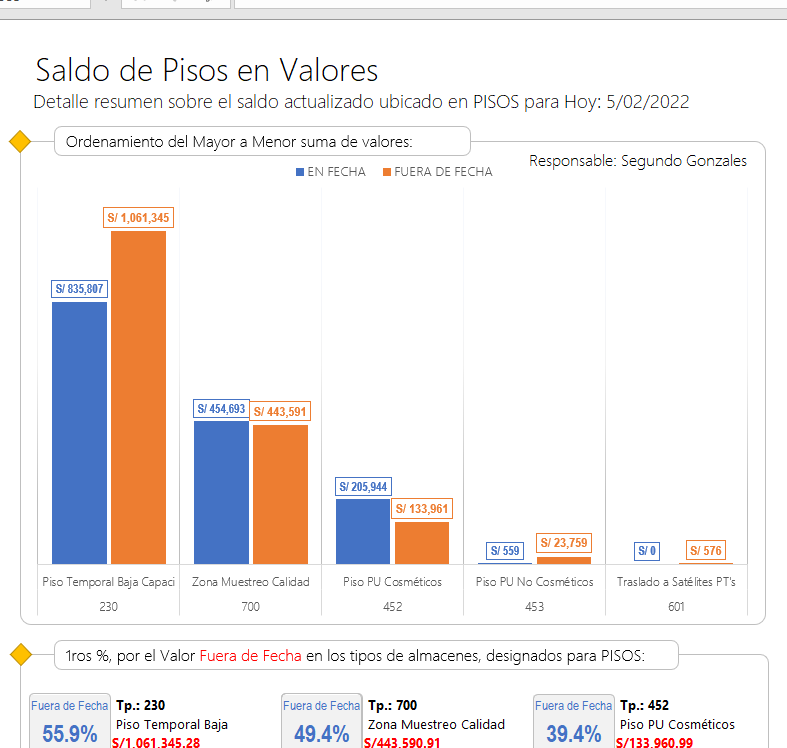 Saldo de Pisos en Valores
Detalle resumen sobre el saldo actualizado ubicado en PISOS para Hoy: 5/02/2022
Ordenamiento del Mayor a Menor suma de valores:
Responsable: Segundo Gonzales
EN FECHA FUERA DE FECHA
S/ 1,061,345
S/ 835,807
S/ 454,693 S/ 443,591
S/ 205,944
S/ 133,961
S/ 559 S/ 23,759 S/ 0 S/ 576
Piso Temporal Baja Capaci Zona Muestreo Calidad Piso PU Cosméticos Piso PU No Cosméticos Traslado a Satélites PT's
230 700 452 453 601
1ros %, por el Valor Fuera de Fecha en los tipos de almacenes, designados para PISOS:
Fuera de Fecha Tp.: 230 Fuera de Fecha Tp.: 700 Fuera de Fecha Tp.: 452
Piso Temporal Baja Zona Muestreo Calidad Piso PU Cosméticos
55.9% S/1.061.345.28 49.4% S/443.590.91 39.4% S/133.960.99